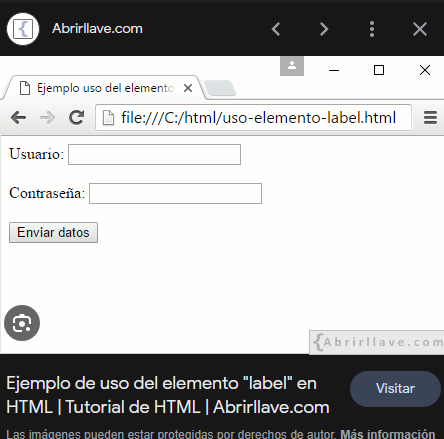 Abrirllave.com
Ejemplo uso del elemento
file:///C:/html/uso-elemento-label.html
Usuario:
Contraseña:
Enviar datos
{Abrirllave.com
Ejemplo de uso del elemento "label" en
HTML | Tutorial de HTML | Abrirllave.com
Visitar
Las imágenes pueden estar protegidas por derechos de autor. Más información